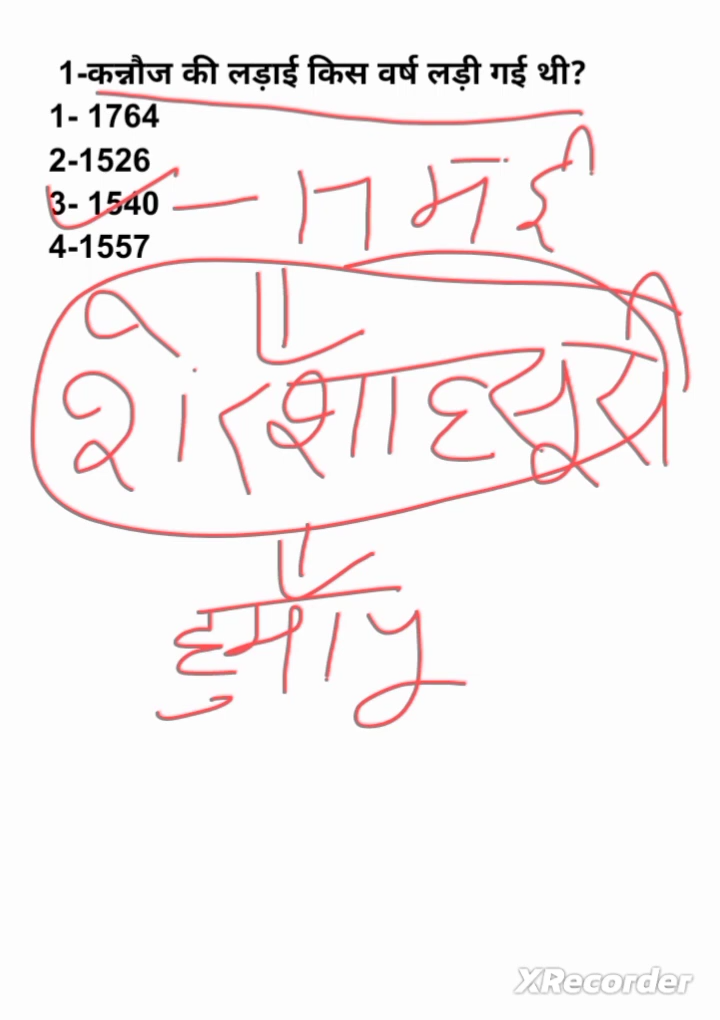 1-कन्नौज की लड़ाई किस वर्ष लड़ी गई थी?
1- 1764
2-1526
3- 1540 — 17 मई
4-1557
शेरशाह सूरी
हुमायु
XRecorder